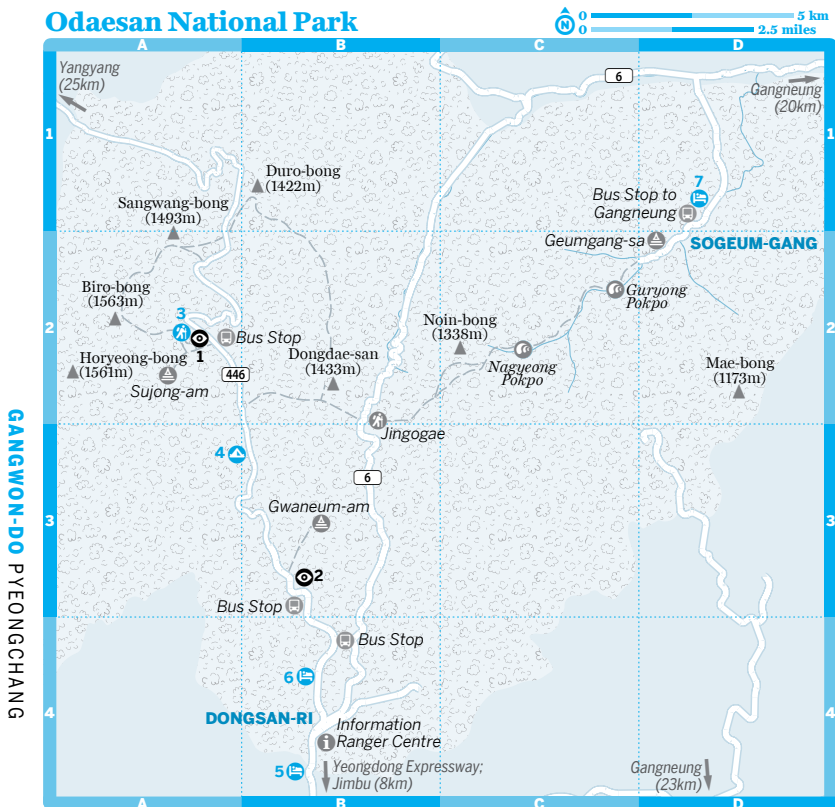 Odaesan National Park
N
0 5 km
0 2.5 miles
A B C D
Yangyang
(25km)
6
Gangneung
(20km)
1
1
Duro-bong
(1422m)
Sangwang-bong
(1493m)
7
Bus Stop to
Gangneung
Geumgang-sa
SOGEUM-GANG
Biro-bong
(1563m)
Guryong
Pokpo
3
1
Bus Stop
Noin-bong
(1338m)
2
2
Horyeong-bong
(1561m)
446
Dongdae-san
(1433m)
Nagyeong
Pokpo
Mae-bong
(1173m)
Sujong-am
Jingogae
4
6
Gwaneum-am
3
3
2
Bus Stop
Bus Stop
6
DONGSAN-RI
4
4
Information
Ranger Centre
5
Yeongdong Expressway;
Jimbu (8km)
Gangneung
(23km)
A B C D
GANGWON-DO PYEONGCHANG